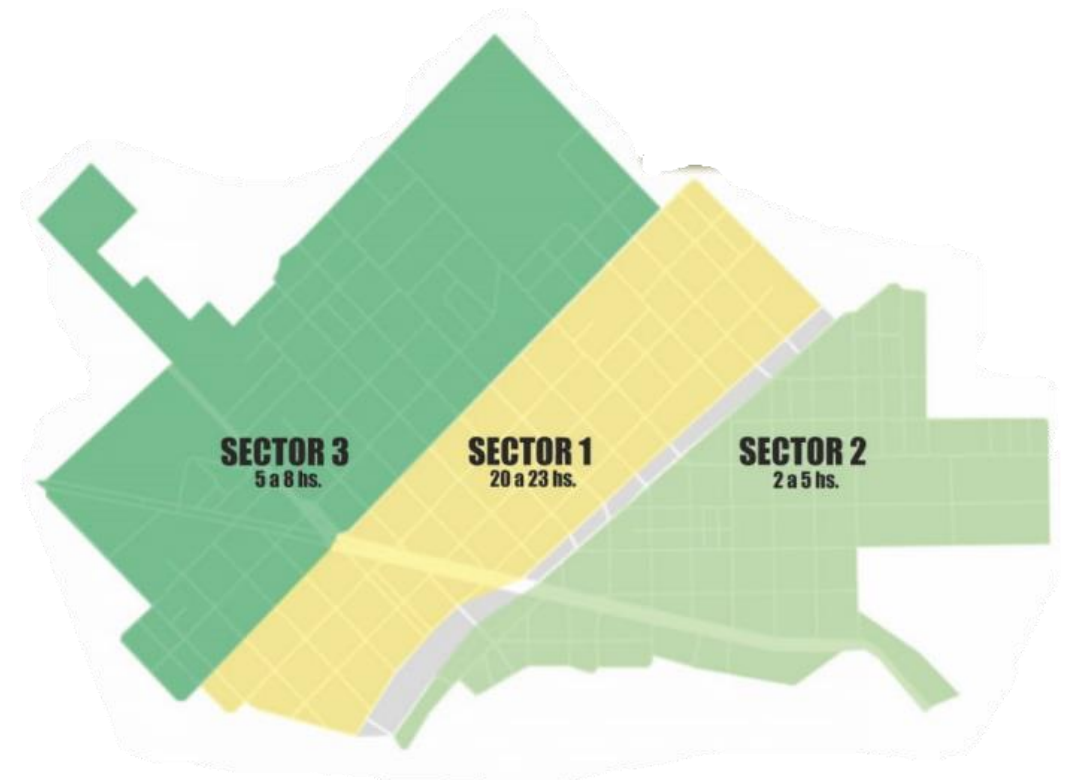 SECTOR 3
5 a 8 hs.
SECTOR 1
20 a 23 hs.
SECTOR 2
2 a 5 hs.